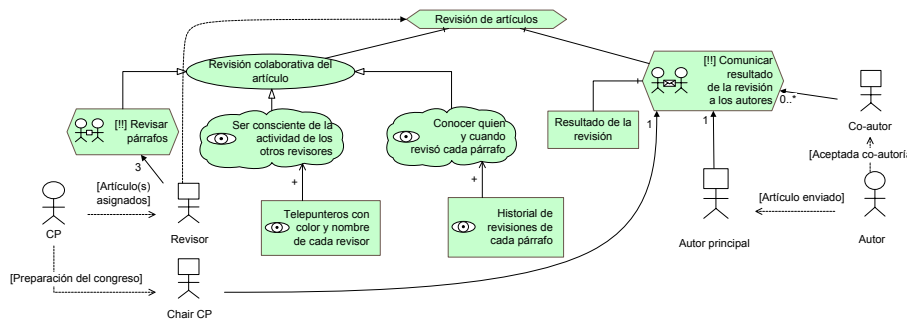 Revisión de artículos
Revisión colaborativa del
artículo
[!!] Comunicar
resultado
de la revisión
a los autores
[!!] Revisar
párrafos
Ser consciente de la
actividad de los
otros revisores
Conocer quien
y cuando
revisó cada párrafo
Resultado de la
revisión
0..*
1
1
Co-autor
3
[Artículo(s)
asignados]
+
+
[Aceptada co-autoría
Telepunteros con
color y nombre
de cada revisor
Historial de
revisiones de
cada párrafo
[Artículo enviado]
CP
Revisor
Autor principal
Autor
[Preparación del congreso]
Chair CP